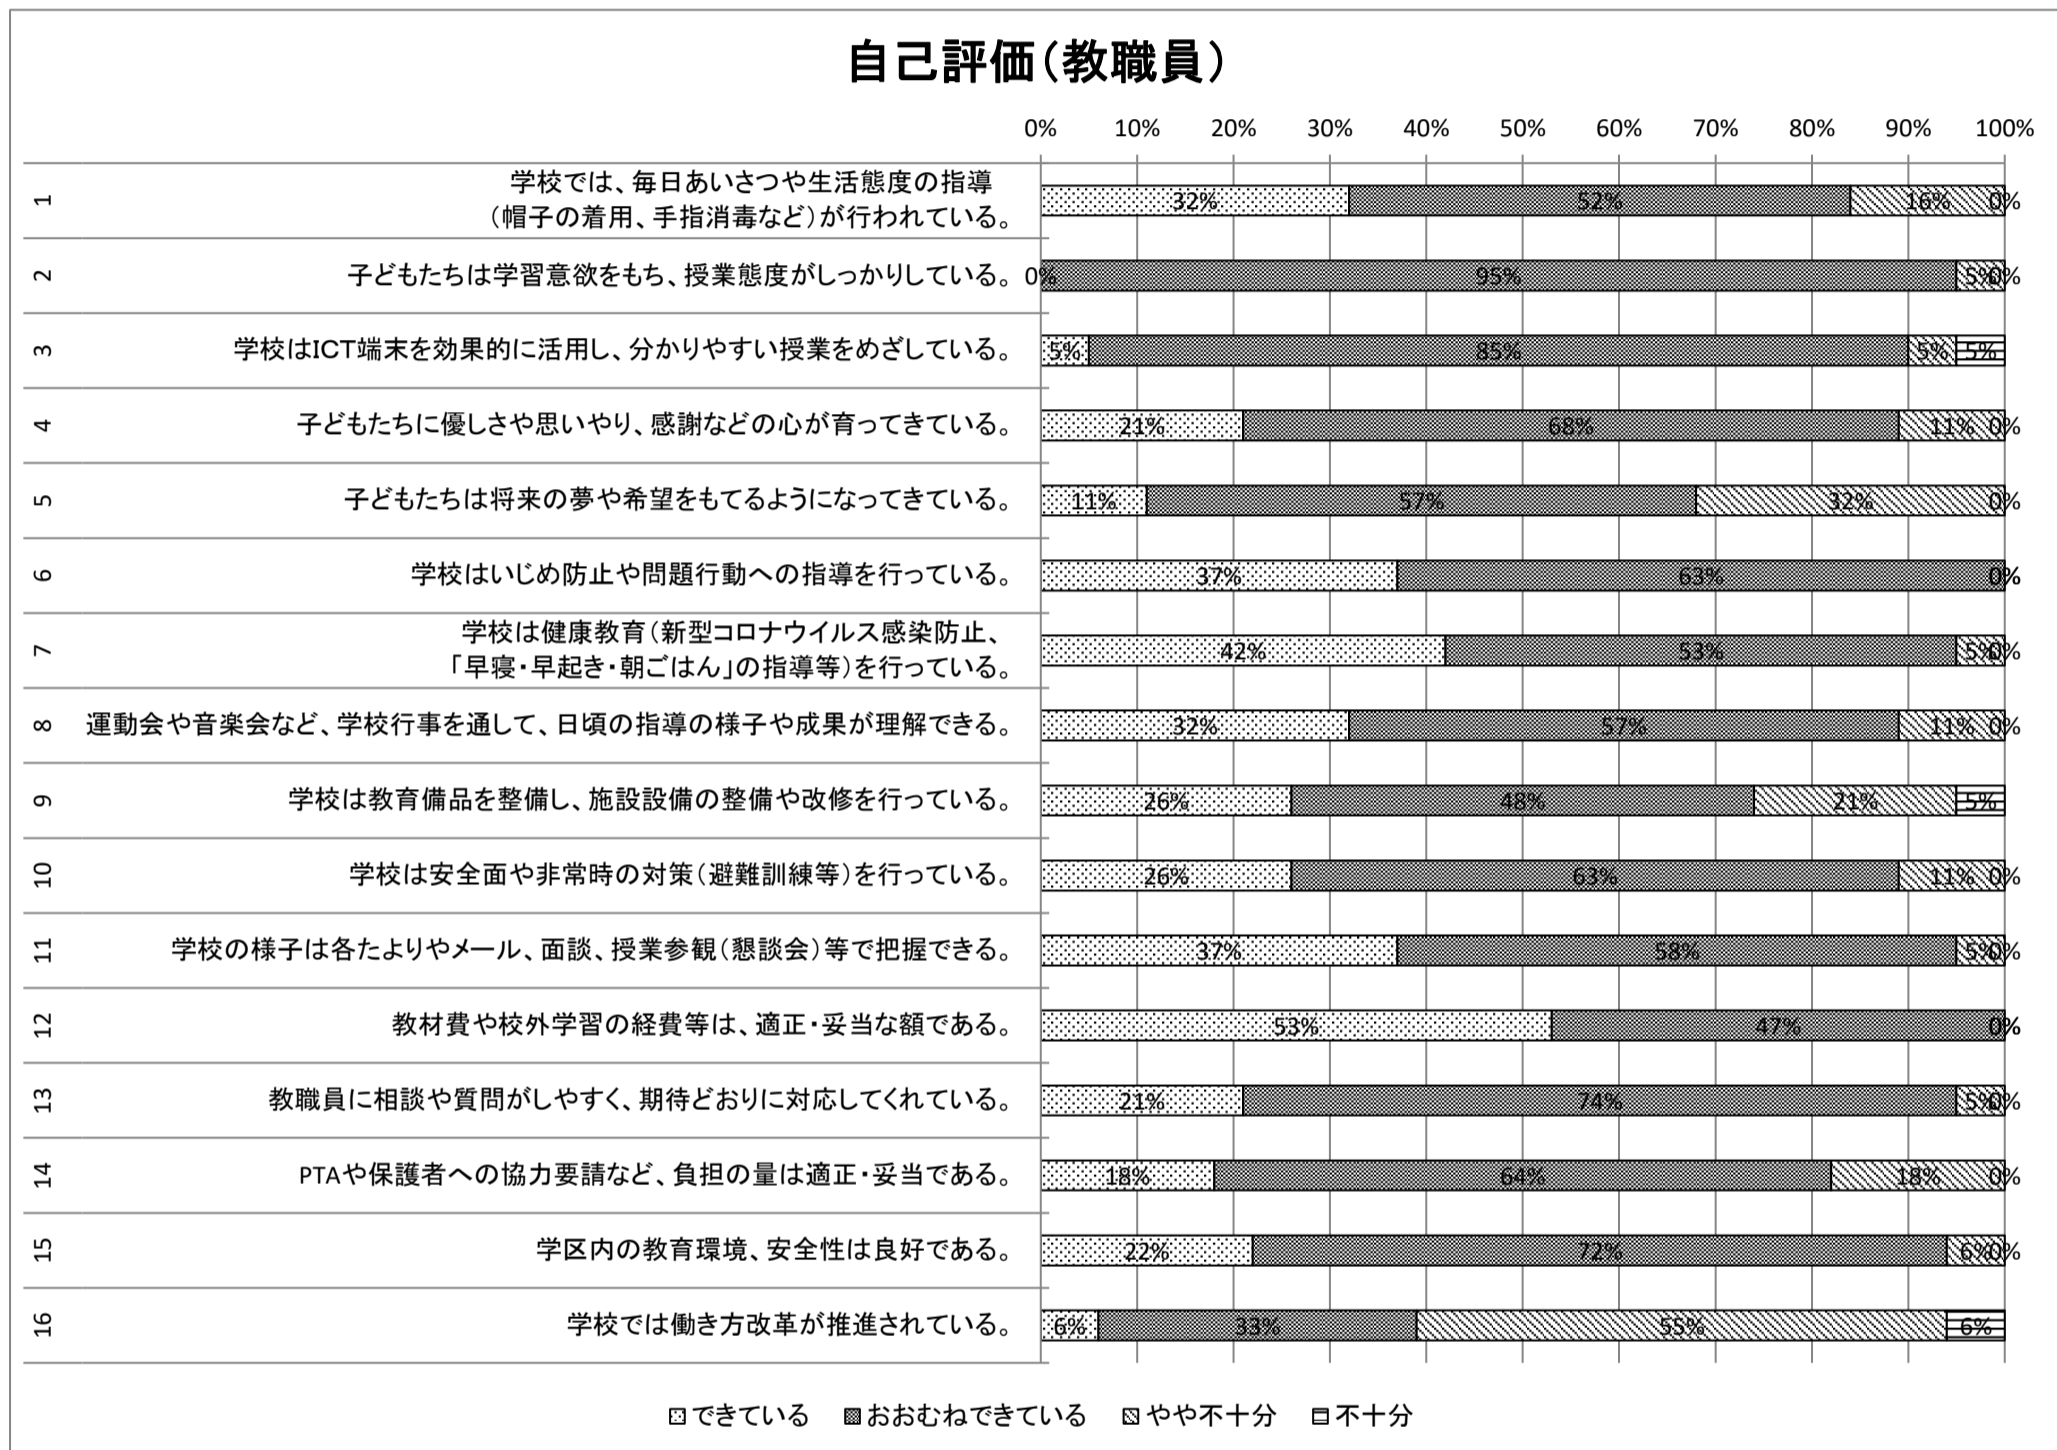 自己評価（教職員）
0% 10% 20% 30% 40% 50% 60% 70% 80% 90% 100%
1 学校では、毎日あいさつや生活態度の指導
（帽子の着用、手指消毒など）が行われている。 32% 52% 16% 0%
2 子どもたちは学習意欲をもち、授業態度がしっかりしている。 0% 95% 5% 0%
3 学校はICT端末を効果的に活用し、分かりやすい授業をめざしている。 5% 85% 5% 5%
4 子どもたちに優しさや思いやり、感謝などの心が育ってきている。 21% 68% 11% 0%
5 子どもたちは将来の夢や希望をもてるようになってきている。 11% 57% 32% 0%
6 学校はいじめ防止や問題行動への指導を行っている。 37% 63% 0%
7 学校は健康教育（新型コロナウイルス感染防止、
「早寝・早起き・朝ごはん」の指導等）を行っている。 42% 53% 5% 0%
8 運動会や音楽会など、学校行事を通して、日頃の指導の様子や成果が理解できる。 32% 57% 11% 0%
9 学校は教育備品を整備し、施設設備の整備や改修を行っている。 26% 48% 21% 5%
10 学校は安全面や非常時の対策（避難訓練等）を行っている。 26% 63% 11% 0%
11 学校の様子は各たよりやメール、面談、授業参観（懇談会）等で把握できる。 37% 58% 5% 0%
12 教材費や校外学習の経費等は、適正・妥当な額である。 53% 47% 0%
13 教職員に相談や質問がしやすく、期待どおりに対応してくれている。 21% 74% 5% 0%
14 PTAや保護者への協力要請など、負担の量は適正・妥当である。 18% 64% 18% 0%
15 学区内の教育環境、安全性は良好である。 22% 72% 6% 0%
16 学校では働き方改革が推進されている。 6% 33% 55% 6%
できている おおむねできている やや不十分 不十分